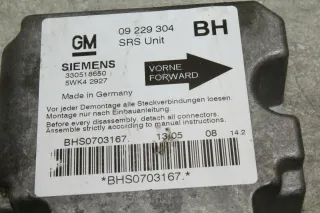 GM 09 229 304 BH
SRS Unit
SIEMENS
330518650
5WK4 2927
VORNE
FORWARD
Made in Germany
Vor jeder Demontage alle Steckverbindungen loesen.
Montage nur nach Einbauanleitung.
Before every disassembly, detach all connectors.
Assemble strictly according to manual instructions.
BHS0703167. 13.05 08 14.2
*BHS0703167.*